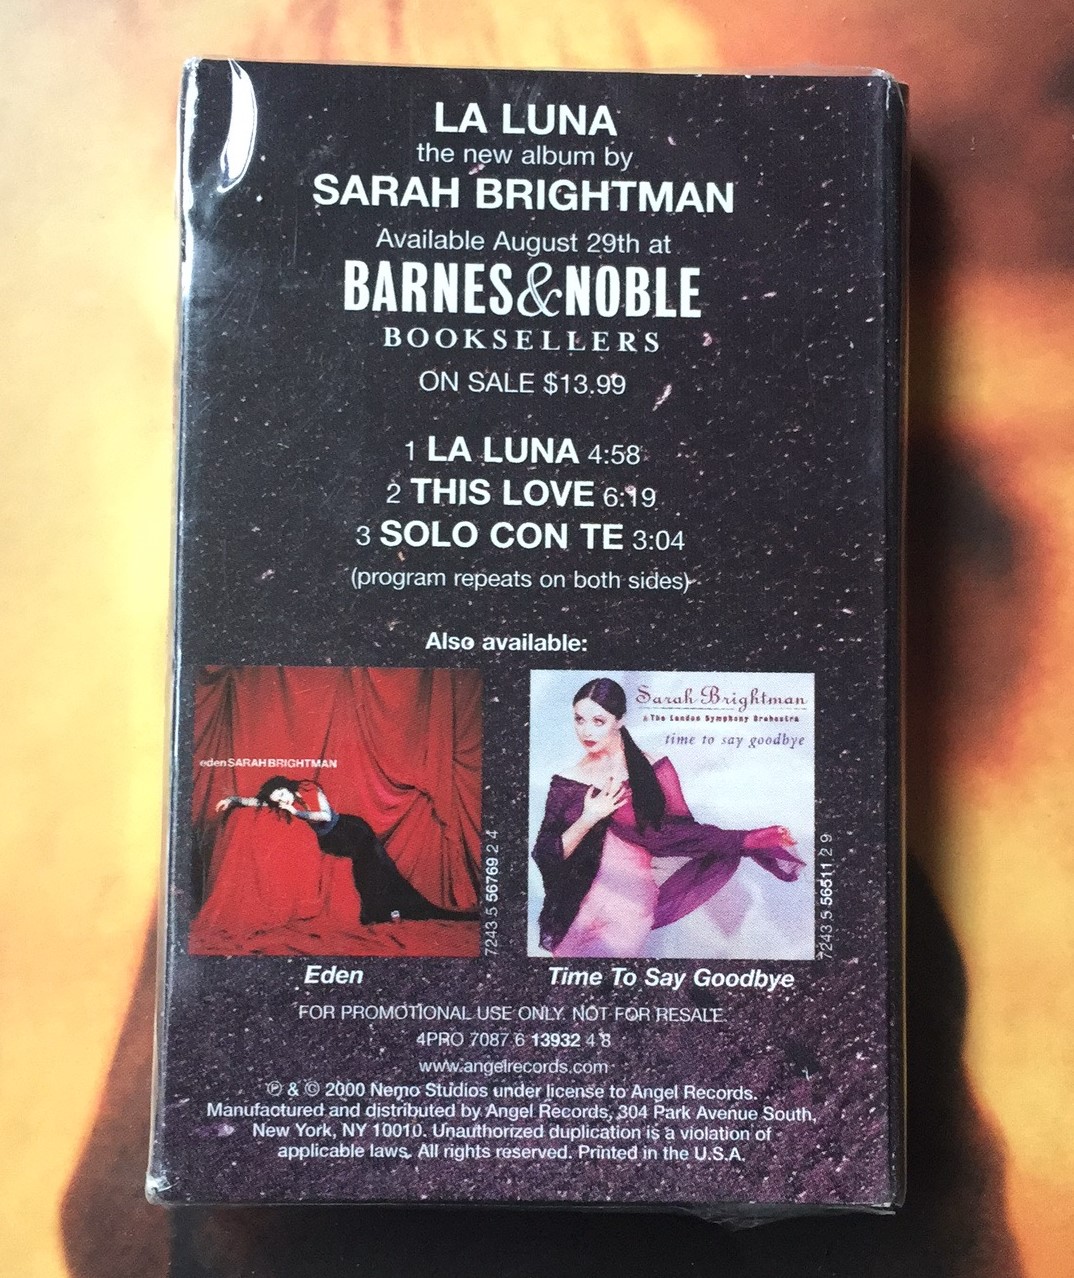 LA LUNA
the new album by
SARAH BRIGHTMAN
Available August 29th at
BARNES&NOBLE
BOOKSELLERS
ON SALE $13.99
1 LA LUNA 4:58
2 THIS LOVE 6:19
3 SOLO CON TE 3:04
(program repeats on both sides)
Also available:
eden SARAH BRIGHTMAN
7243 5 56769 2 4
Sarah Brightman
& The London Symphony Orchestra
time to say goodbye
7243 5 56511 2 9
Eden
Time To Say Goodbye
FOR PROMOTIONAL USE ONLY. NOT FOR RESALE.
4PRO 7087 6 13932 4 8
www.angelrecords.com
℗ & © 2000 Nemo Studios under license to Angel Records.
Manufactured and distributed by Angel Records, 304 Park Avenue South,
New York, NY 10010. Unauthorized duplication is a violation of
applicable laws. All rights reserved. Printed in the U.S.A.